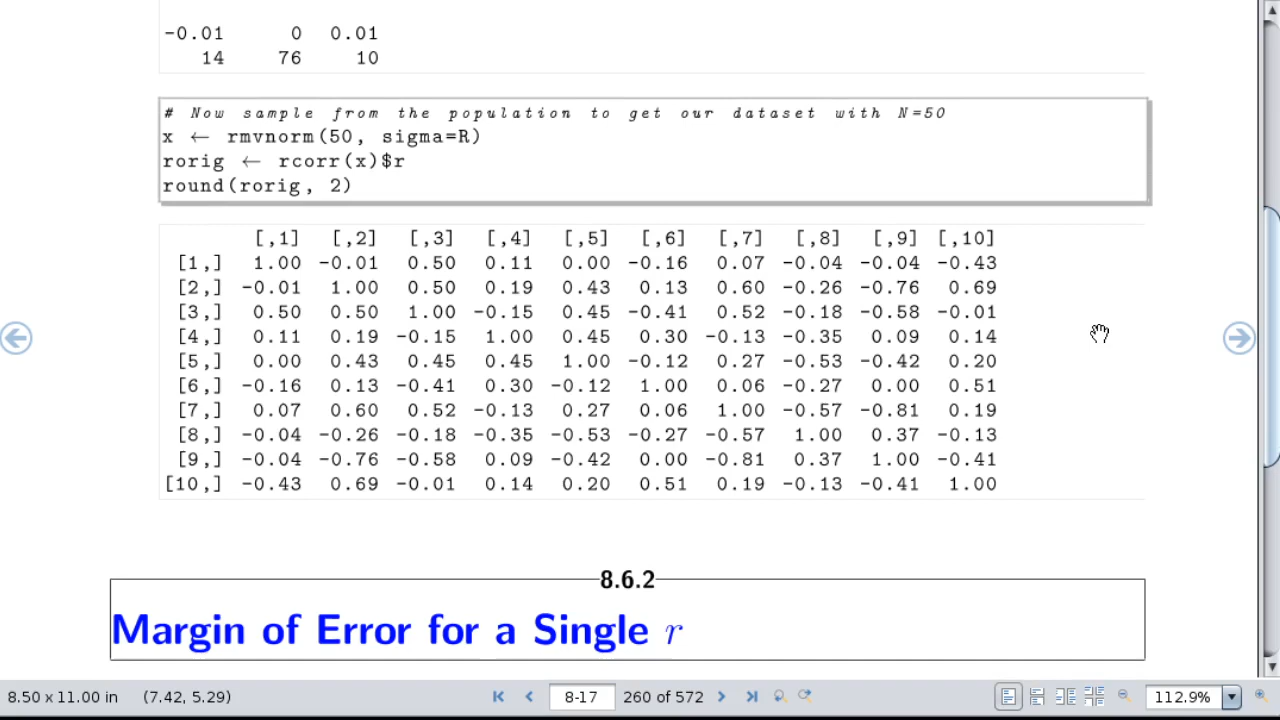 -0.01 0 0.01
14 76 10
# Now sample from the population to get our dataset with N=50
x ← rmvnorm(50, sigma=R)
rorig ← rcorr(x)$r
round(rorig, 2)
[,1] [,2] [,3] [,4] [,5] [,6] [,7] [,8] [,9] [,10]
[1,] 1.00 -0.01 0.50 0.11 0.00 -0.16 0.07 -0.04 -0.04 -0.43
[2,] -0.01 1.00 0.50 0.19 0.43 0.13 0.60 -0.26 -0.76 0.69
[3,] 0.50 0.50 1.00 -0.15 0.45 -0.41 0.52 -0.18 -0.58 -0.01
[4,] 0.11 0.19 -0.15 1.00 0.45 0.30 -0.13 -0.35 0.09 0.14
[5,] 0.00 0.43 0.45 0.45 1.00 -0.12 0.27 -0.53 -0.42 0.20
[6,] -0.16 0.13 -0.41 0.30 -0.12 1.00 0.06 -0.27 0.00 0.51
[7,] 0.07 0.60 0.52 -0.13 0.27 0.06 1.00 -0.57 -0.81 0.19
[8,] -0.04 -0.26 -0.18 -0.35 -0.53 -0.27 -0.57 1.00 0.37 -0.13
[9,] -0.04 -0.76 -0.58 0.09 -0.42 0.00 -0.81 0.37 1.00 -0.41
[10,] -0.43 0.69 -0.01 0.14 0.20 0.51 0.19 -0.13 -0.41 1.00
8.6.2
Margin of Error for a Single r
8.50 x 11.00 in (7.42, 5.29) 8-17 260 of 572 112.9%